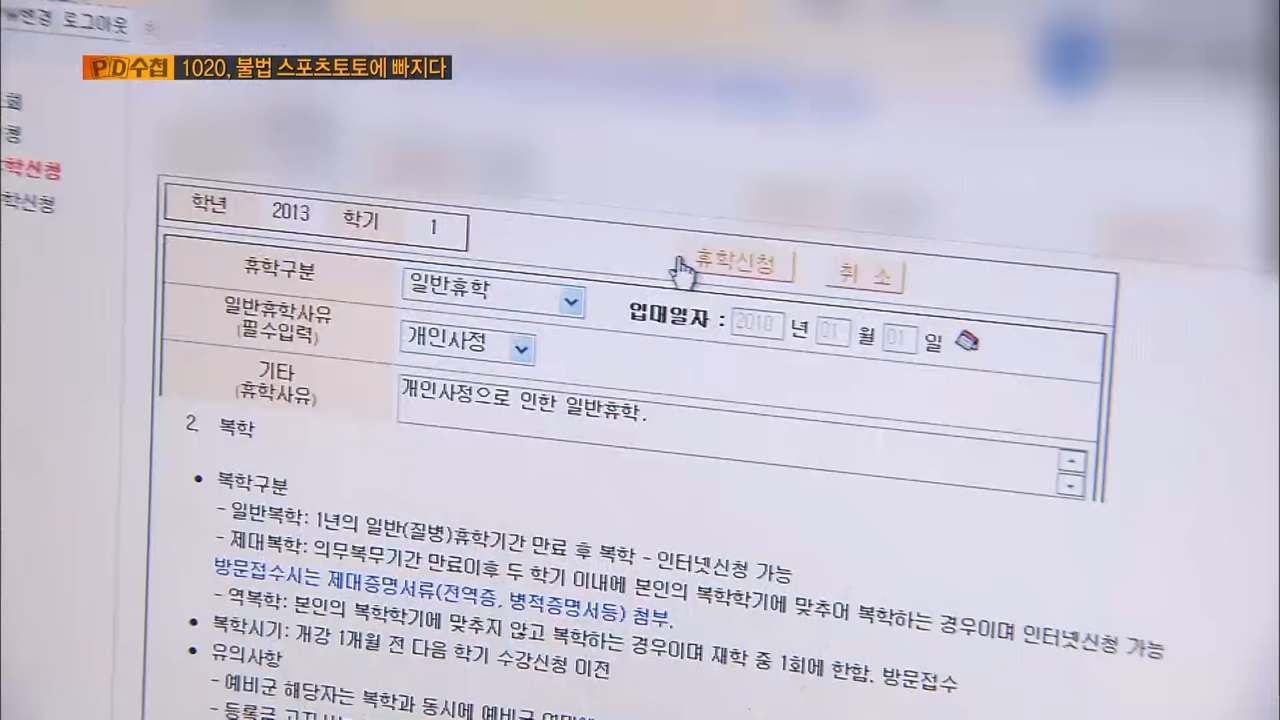 변경 로그아웃
PD수첩 1020, 불법 스포츠토토에 빠지다
학신청
학신청
학년 2013 학기 1
휴학신청 취 소
휴학구분 일반휴학 입대일자 : 2010 년 01 월 01 일
일반휴학사유 개인사정
(필수입력)
기타 개인사정으로 인한 일반휴학.
(휴학사유)
2. 복학
• 복학구분
- 일반복학: 1년의 일반(질병)휴학기간 만료 후 복학 - 인터넷신청 가능
- 제대복학: 의무복무기간 만료이후 두 학기 이내에 본인의 복학학기에 맞추어 복학하는 경우이며 인터넷신청 가능
방문접수시는 제대증명서류(전역증, 병적증명서등) 첨부.
- 역복학: 본인의 복학학기에 맞추지 않고 복학하는 경우이며 재학 중 1회에 한함. 방문접수
• 복학시기: 개강 1개월 전 다음 학기 수강신청 이전
• 유의사항
- 예비군 해당자는 복학과 동시에 예비군
- 등록금